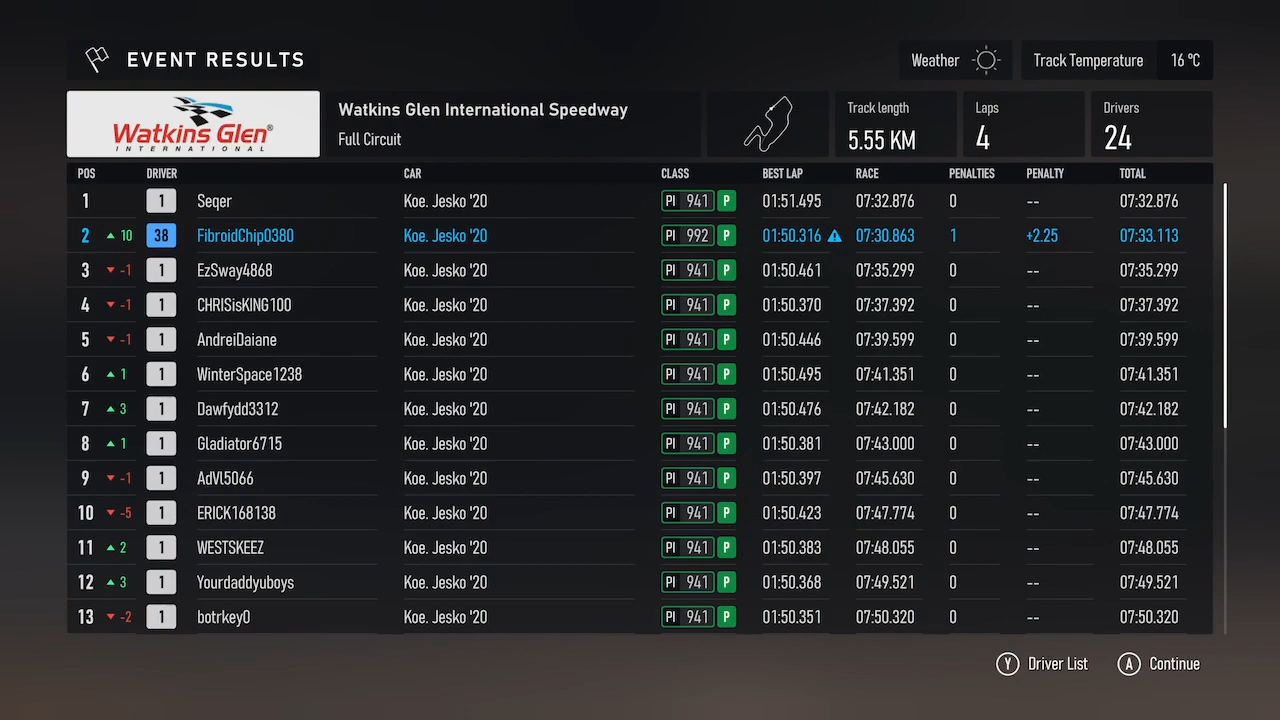 EVENT RESULTS
Weather
Track Temperature 16 ºC
Watkins Glen®
INTERNATIONAL
Watkins Glen International Speedway
Full Circuit
Track length
5.55 KM
Laps
4
Drivers
24
POS DRIVER CAR CLASS BEST LAP RACE PENALTIES PENALTY TOTAL
1 1 Seqer Koe. Jesko '20 PI 941 P 01:51.495 07:32.876 0 -- 07:32.876
2 10 38 FibroidChip0380 Koe. Jesko '20 PI 992 P 01:50.316 07:30.863 1 +2.25 07:33.113
3 -1 1 EzSway4868 Koe. Jesko '20 PI 941 P 01:50.461 07:35.299 0 -- 07:35.299
4 -1 1 CHRISisKING100 Koe. Jesko '20 PI 941 P 01:50.370 07:37.392 0 -- 07:37.392
5 -1 1 AndreiDaiane Koe. Jesko '20 PI 941 P 01:50.446 07:39.599 0 -- 07:39.599
6 1 1 WinterSpace1238 Koe. Jesko '20 PI 941 P 01:50.495 07:41.351 0 -- 07:41.351
7 3 1 Dawfydd3312 Koe. Jesko '20 PI 941 P 01:50.476 07:42.182 0 -- 07:42.182
8 1 1 Gladiator6715 Koe. Jesko '20 PI 941 P 01:50.381 07:43.000 0 -- 07:43.000
9 -1 1 AdVl5066 Koe. Jesko '20 PI 941 P 01:50.397 07:45.630 0 -- 07:45.630
10 -5 1 ERICK168138 Koe. Jesko '20 PI 941 P 01:50.423 07:47.774 0 -- 07:47.774
11 2 1 WESTSKEEZ Koe. Jesko '20 PI 941 P 01:50.383 07:48.055 0 -- 07:48.055
12 3 1 Yourdaddyuboys Koe. Jesko '20 PI 941 P 01:50.368 07:49.521 0 -- 07:49.521
13 -2 1 botrkey0 Koe. Jesko '20 PI 941 P 01:50.351 07:50.320 0 -- 07:50.320
Y Driver List A Continue